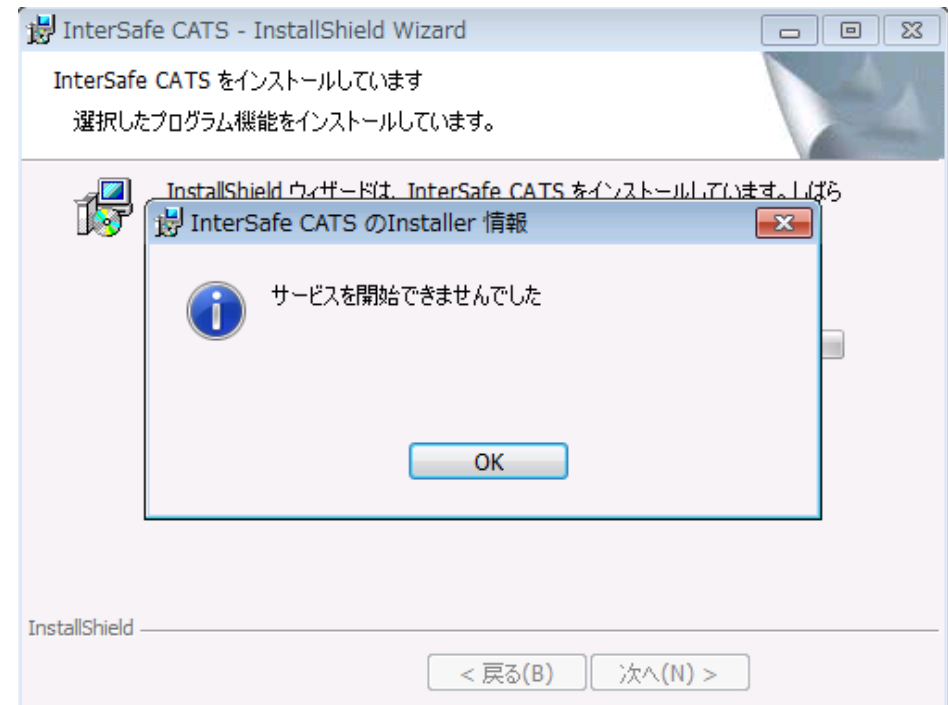 InterSafe CATS - InstallShield Wizard
InterSafe CATS をインストールしています
選択したプログラム機能をインストールしています。
InstallShield ウィザードは、InterSafe CATS をインストールしています。しばら
InterSafe CATS のInstaller 情報
サービスを開始できませんでした
OK
InstallShield
< 戻る(B)
次へ(N) >